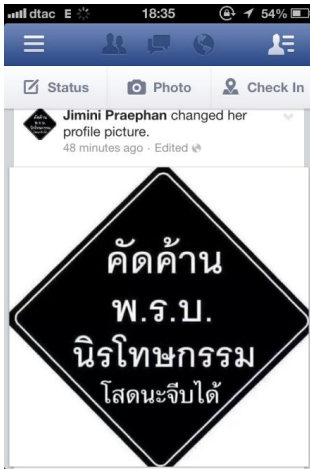 dtac E 18:35 54%
Status Photo Check In
Jimini Praephan changed her
profile picture.
48 minutes ago · Edited
คัดค้าน
พ.ร.บ.
นิรโทษกรรม
โสดนะจีบได้